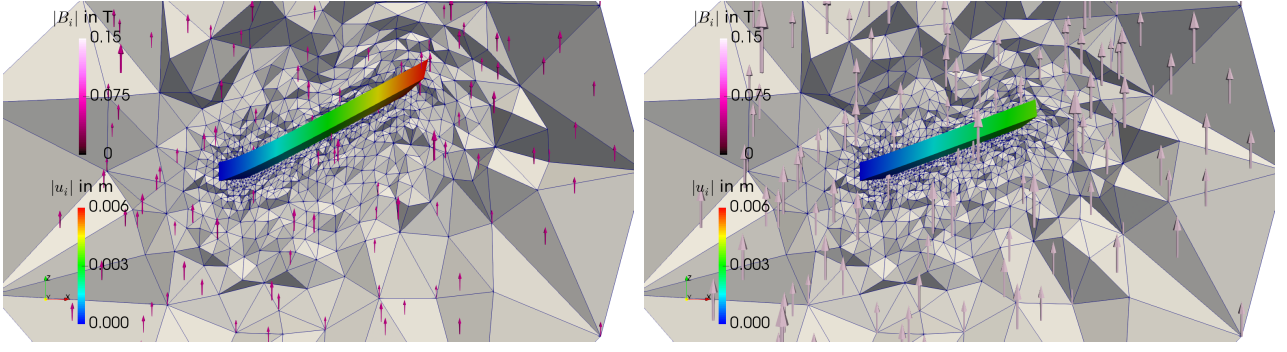 |B_i| in T
0.15
0.075
0
|u_i| in m
0.006
0.003
0.000
Z
Y
X
|B_i| in T
0.15
0.075
0
|u_i| in m
0.006
0.003
0.000
Z
Y
X